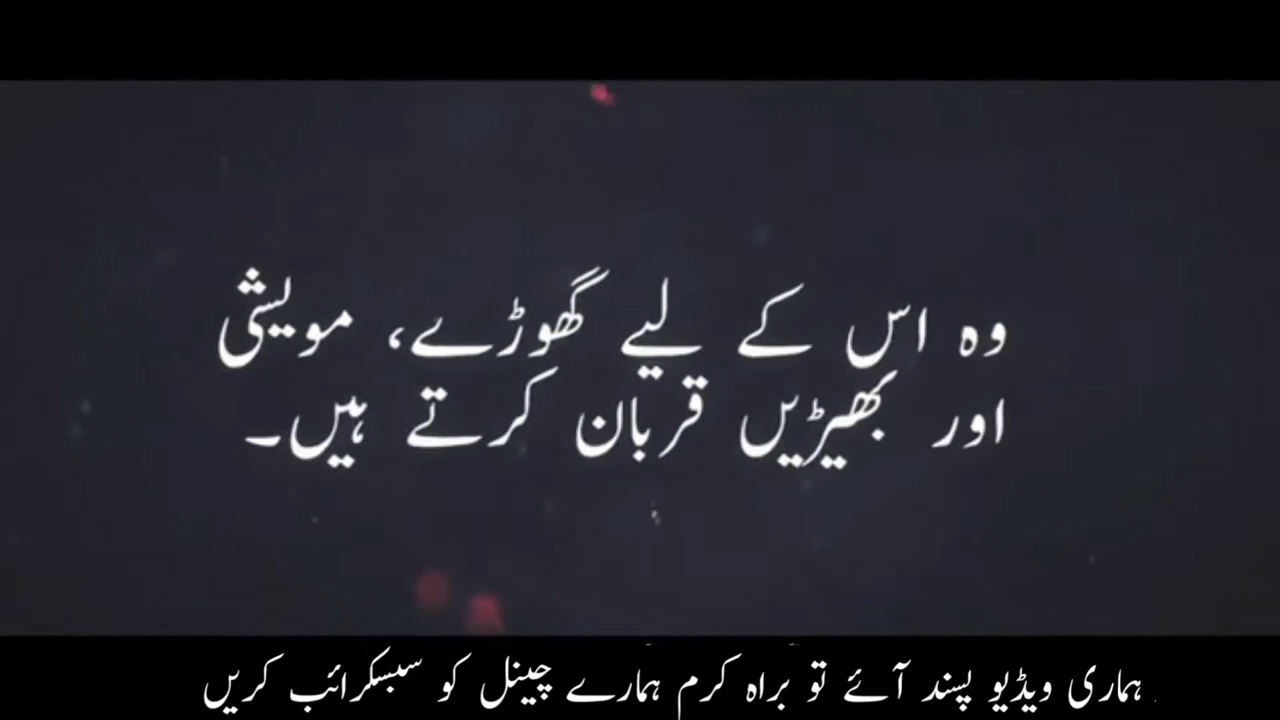 وہ اس کے لیے گھوڑے، مویشی
اور بھیڑیں قربان کرتے ہیں۔
ہماری ویڈیو پسند آئے تو براہ کرم ہمارے چینل کو سبسکرائب کریں